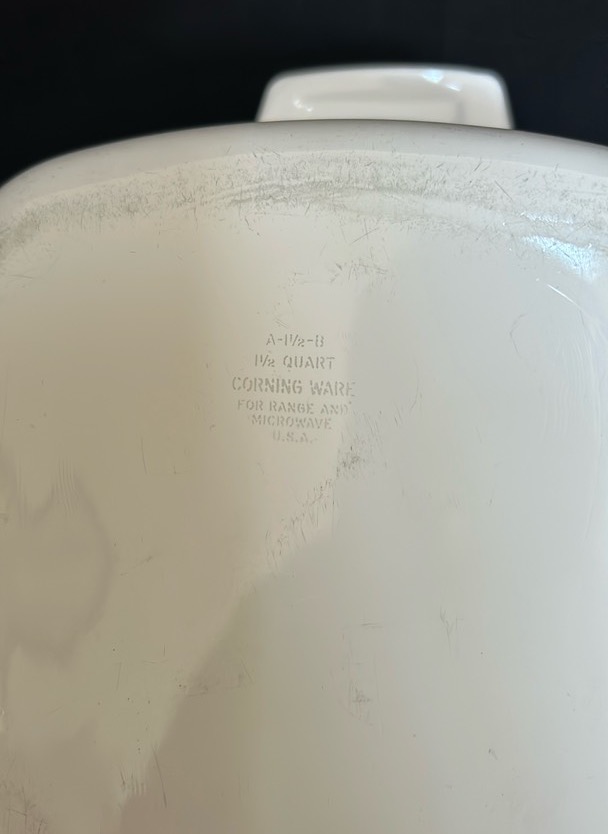 A-1½-B
1½ QUART
CORNING WARE
FOR RANGE AND
MICROWAVE
U.S.A.